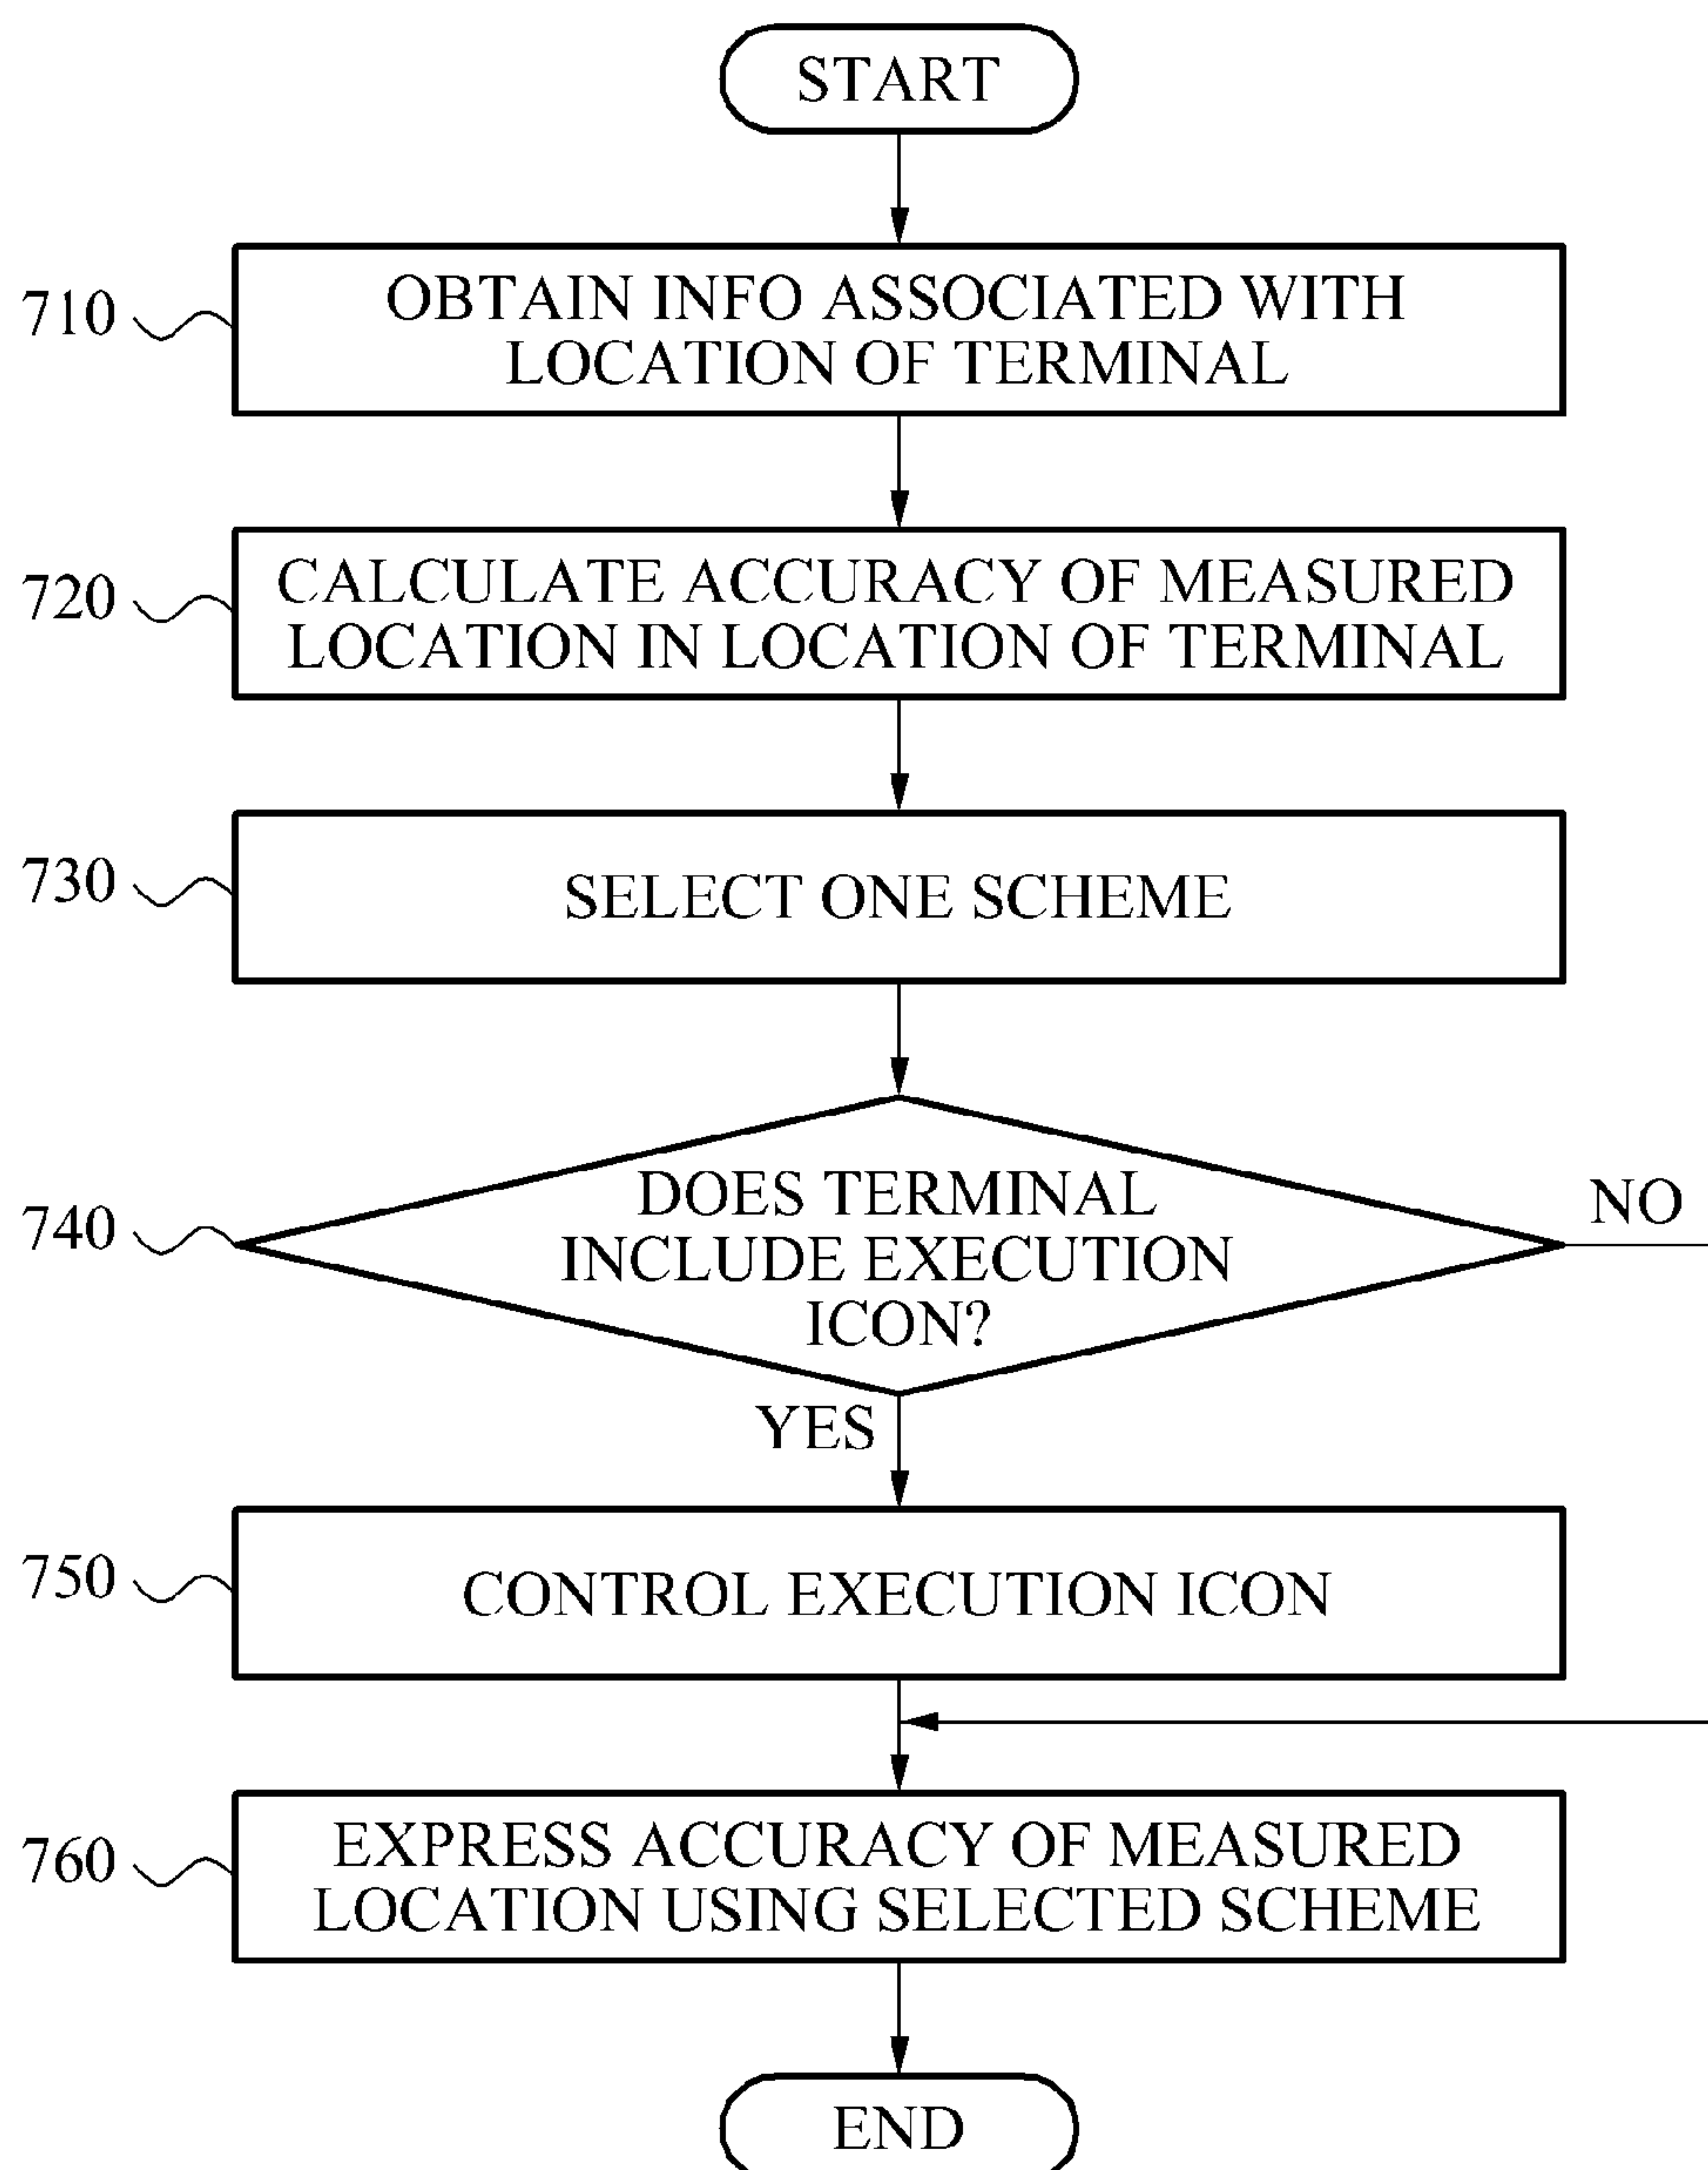 START
710
OBTAIN INFO ASSOCIATED WITH
LOCATION OF TERMINAL
720
CALCULATE ACCURACY OF MEASURED
LOCATION IN LOCATION OF TERMINAL
730
SELECT ONE SCHEME
740
DOES TERMINAL
INCLUDE EXECUTION
ICON?
NO
YES
750
CONTROL EXECUTION ICON
760
EXPRESS ACCURACY OF MEASURED
LOCATION USING SELECTED SCHEME
END